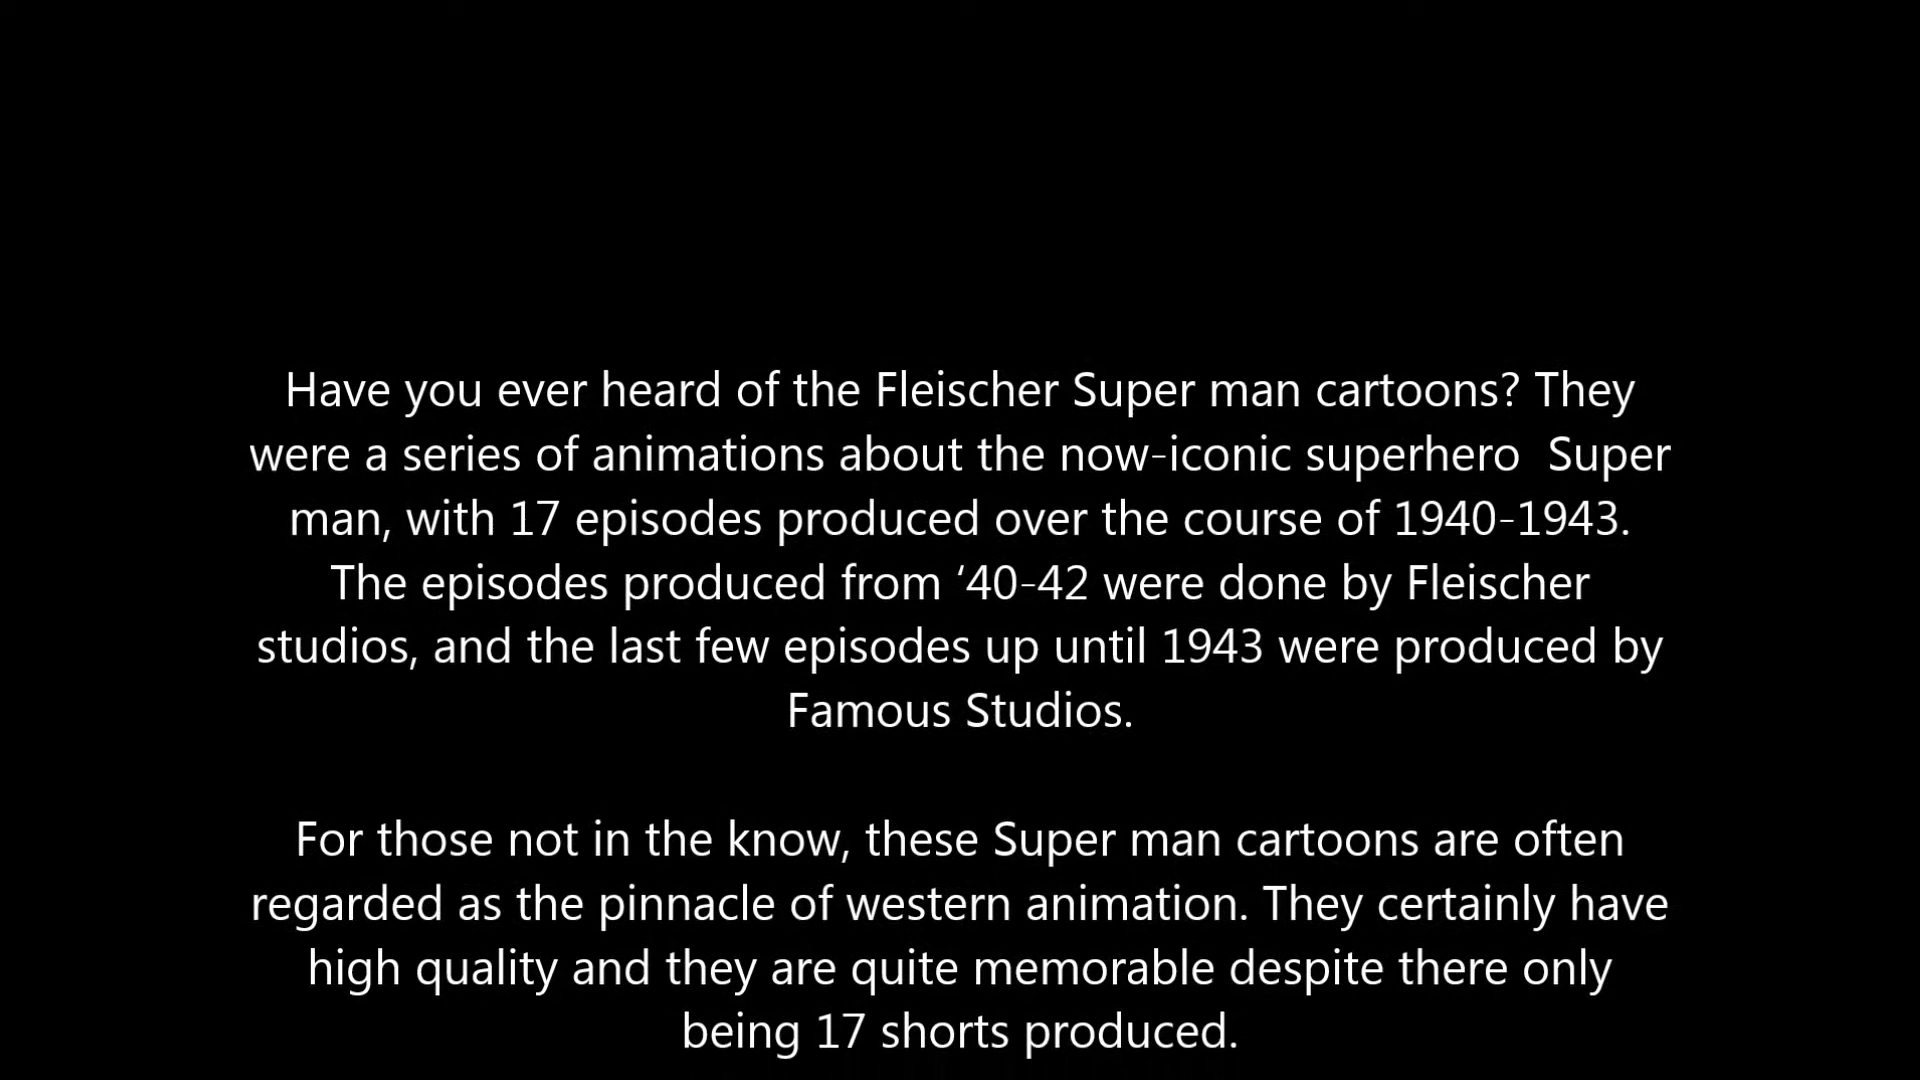 Have you ever heard of the Fleischer Super man cartoons? They
were a series of animations about the now-iconic superhero  Super
man, with 17 episodes produced over the course of 1940-1943.
The episodes produced from ‘40-42 were done by Fleischer
studios, and the last few episodes up until 1943 were produced by
Famous Studios.
For those not in the know, these Super man cartoons are often
regarded as the pinnacle of western animation. They certainly have
high quality and they are quite memorable despite there only
being 17 shorts produced.